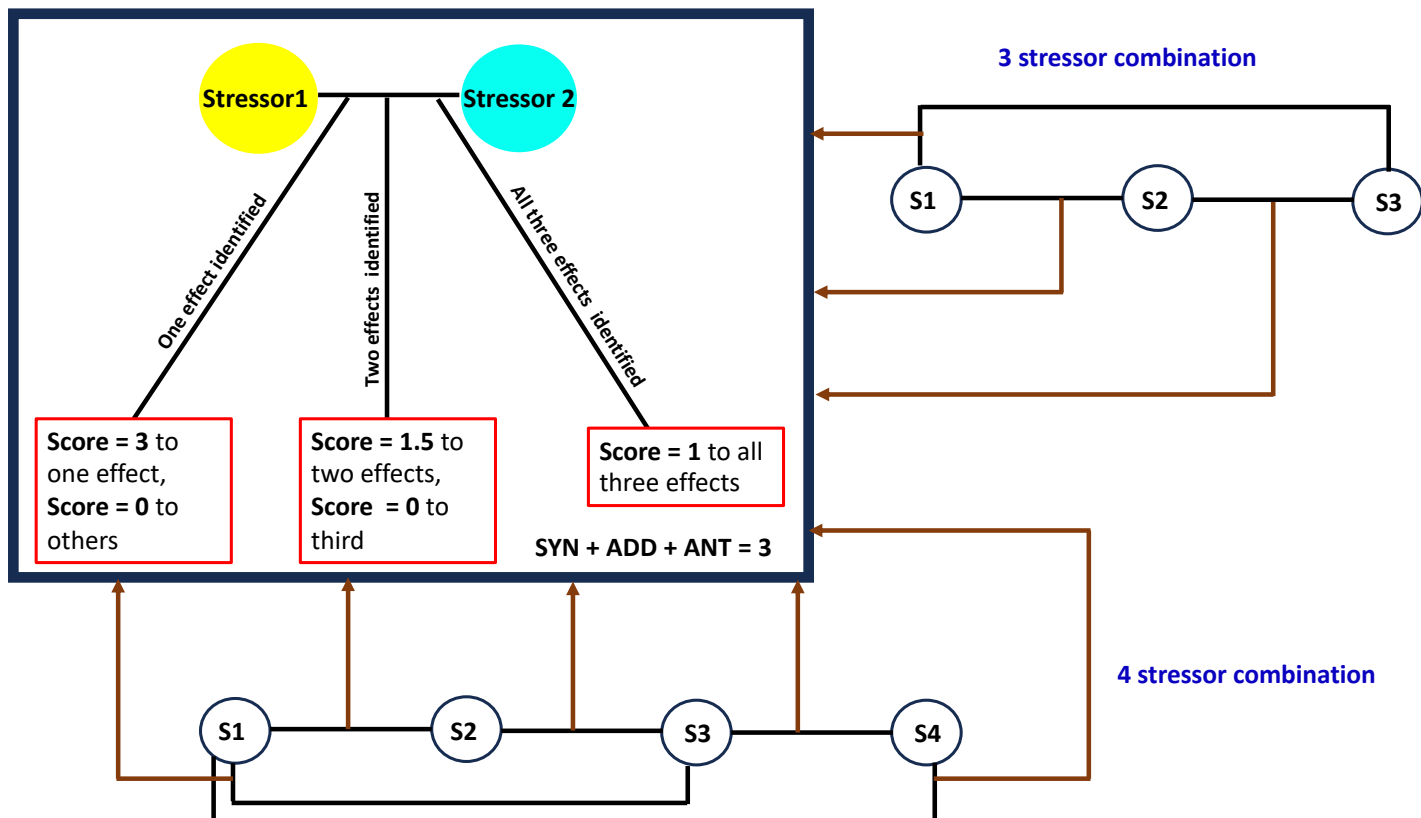 3 stressor combination
Stressor1
Stressor 2
S1
S2
S3
One effect identified
Two effects  identified
All three effects  identified
Score = 3 to
one effect,
Score = 0 to
others
Score = 1.5 to
two effects,
Score  = 0 to
third
Score = 1 to all
three effects
SYN + ADD + ANT = 3
4 stressor combination
S1
S2
S3
S4